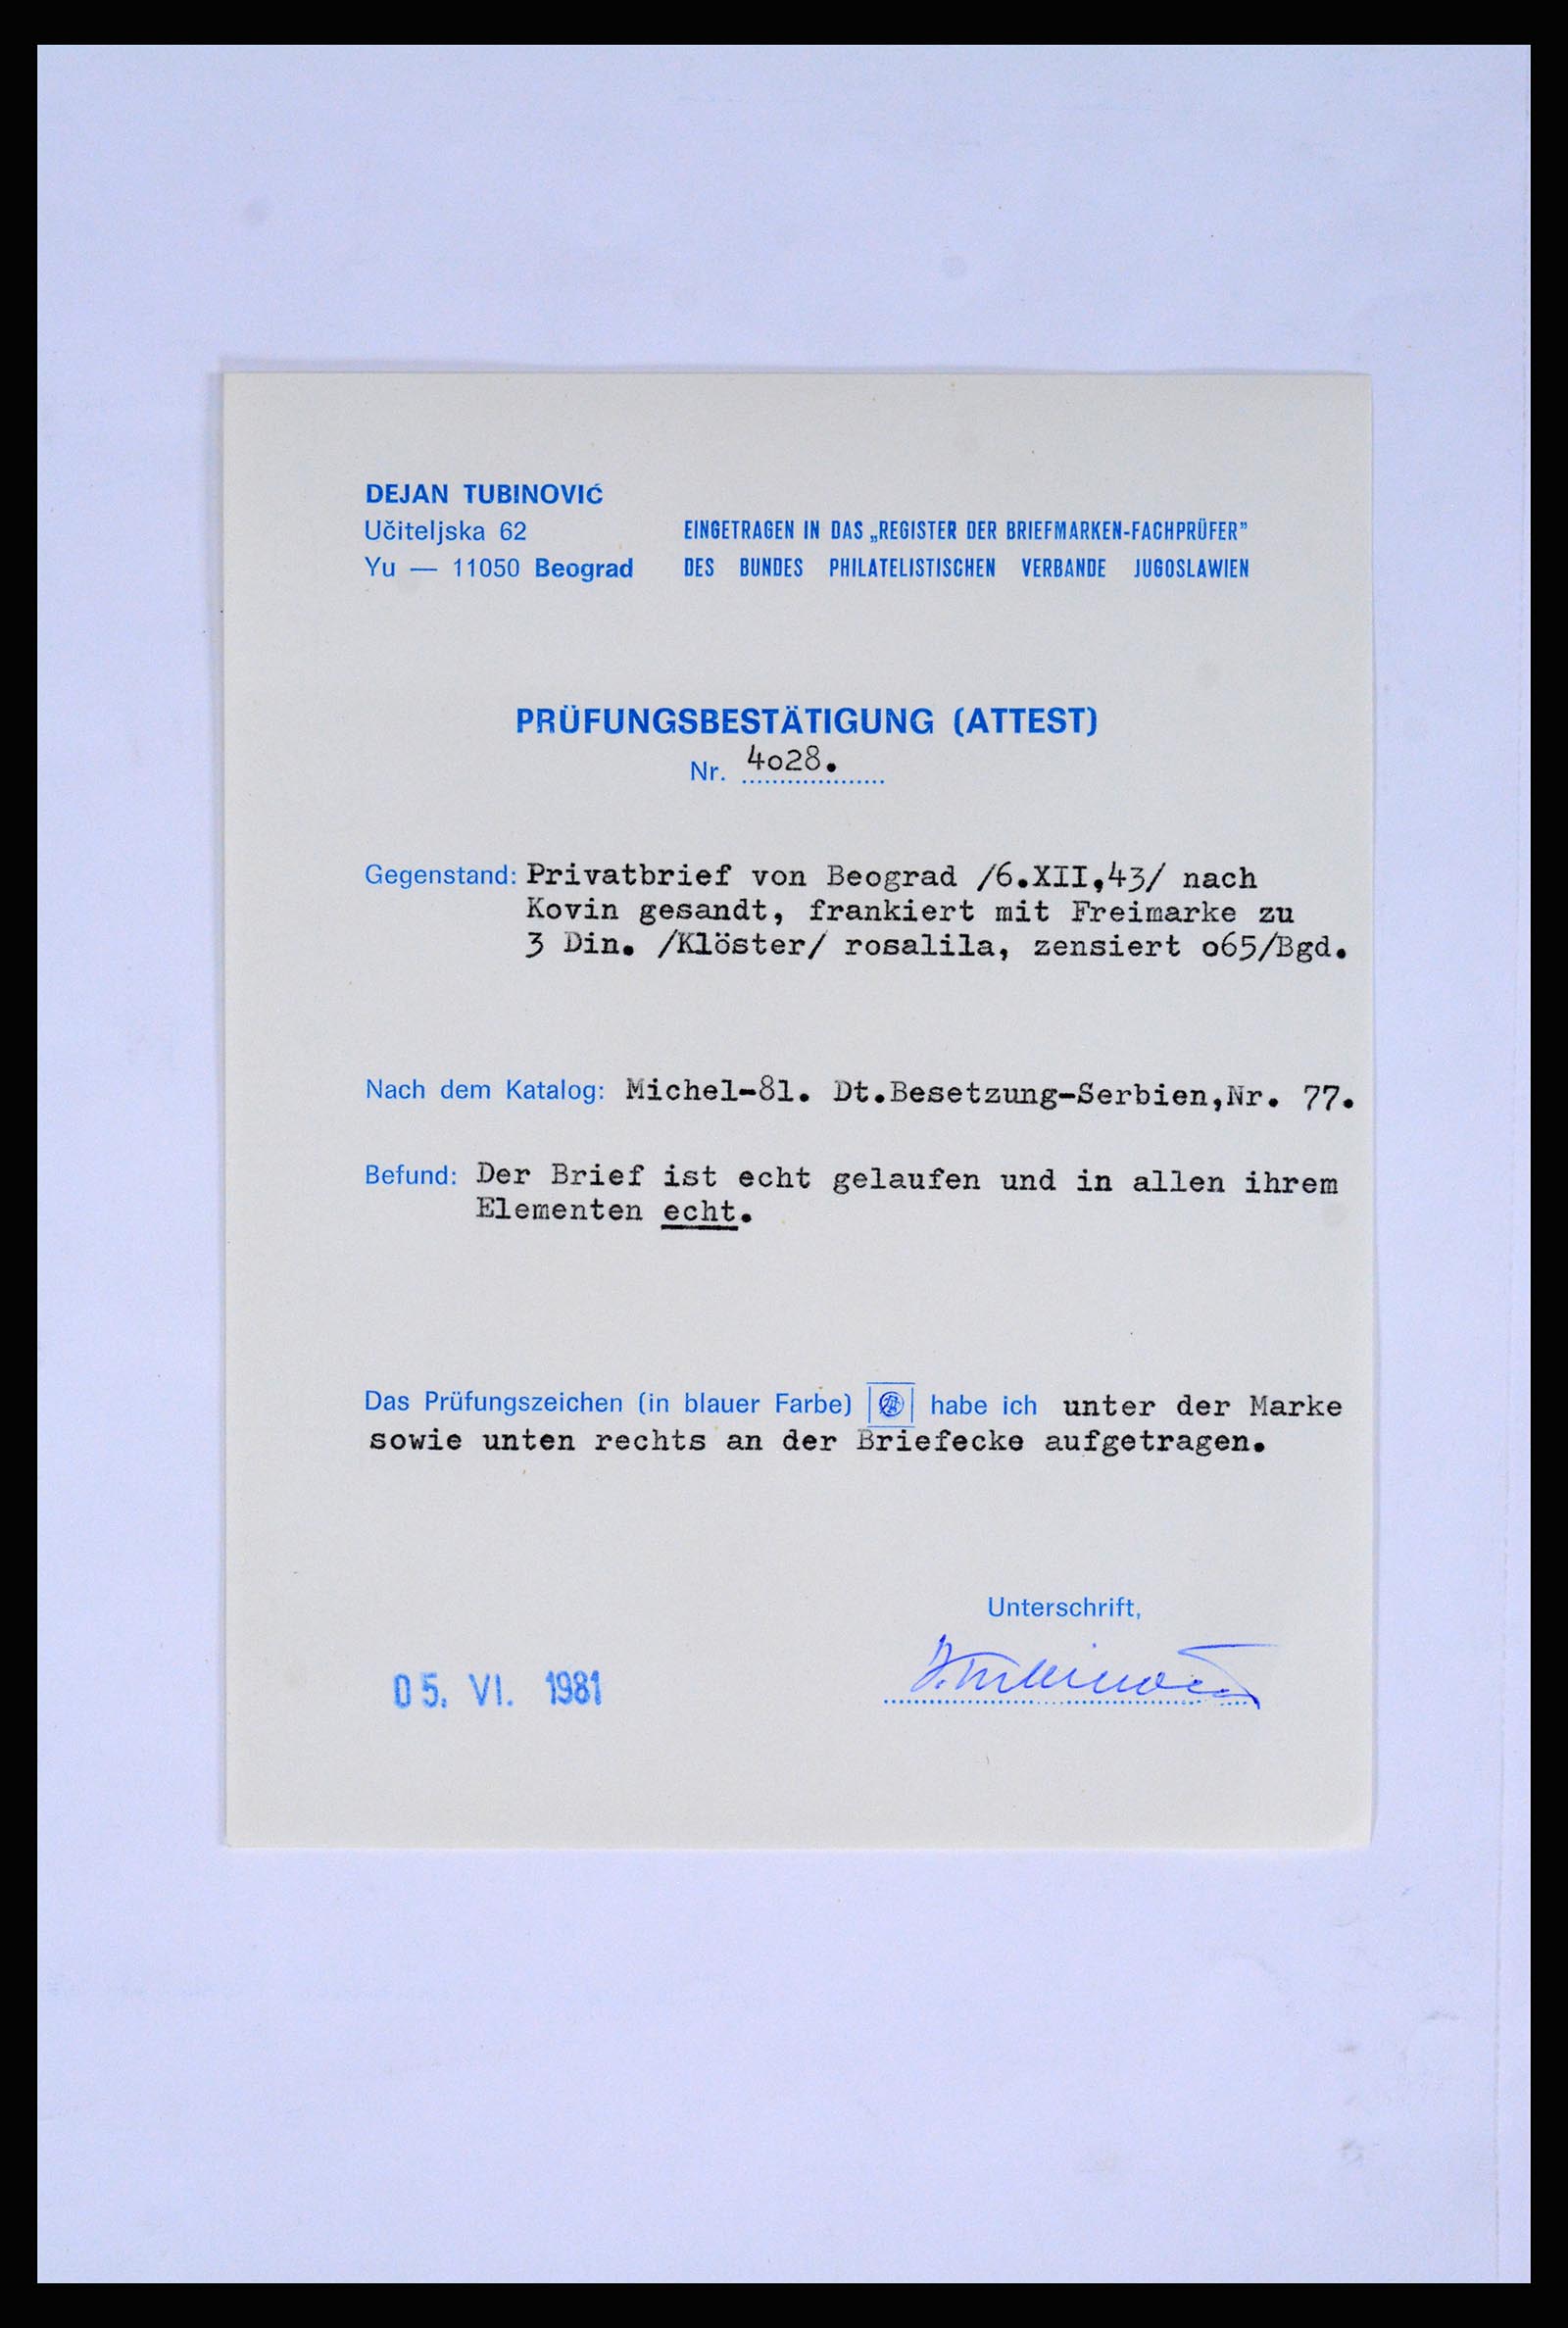 DEJAN TUBINOVIĆ
Učiteljska 62
Yu — 11050 Beograd
EINGETRAGEN IN DAS „REGISTER DER BRIEFMARKEN-FACHPRÜFER”
DES BUNDES PHILATELISTISCHEN VERBANDE JUGOSLAWIEN
PRÜFUNGSBESTÄTIGUNG (ATTEST)
Nr. 4o28.
Gegenstand: Privatbrief von Beograd /6.XII,43/ nach
Kovin gesandt, frankiert mit Freimarke zu
3 Din. /Klöster/ rosalila, zensiert o65/Bgd.
Nach dem Katalog: Michel-81. Dt.Besetzung-Serbien,Nr. 77.
Befund: Der Brief ist echt gelaufen und in allen ihrem
Elementen echt.
Das Prüfungszeichen (in blauer Farbe) habe ich unter der Marke
sowie unten rechts an der Briefecke aufgetragen.
Unterschrift,
05. VI. 1981